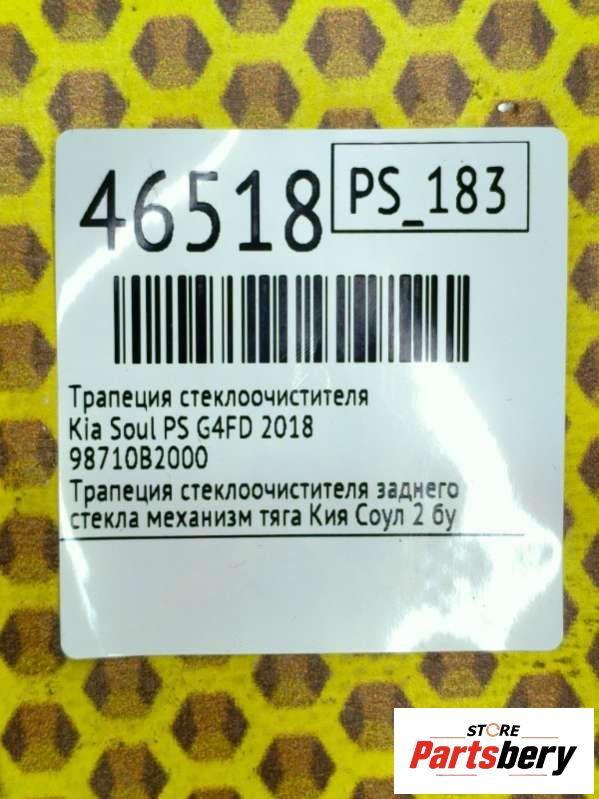 46518
PS_183
Трапеция стеклоочистителя
Kia Soul PS G4FD 2018
98710B2000
Трапеция стеклоочистителя заднего
стекла механизм тяга Кия Соул 2 бу
STORE
Partsbery